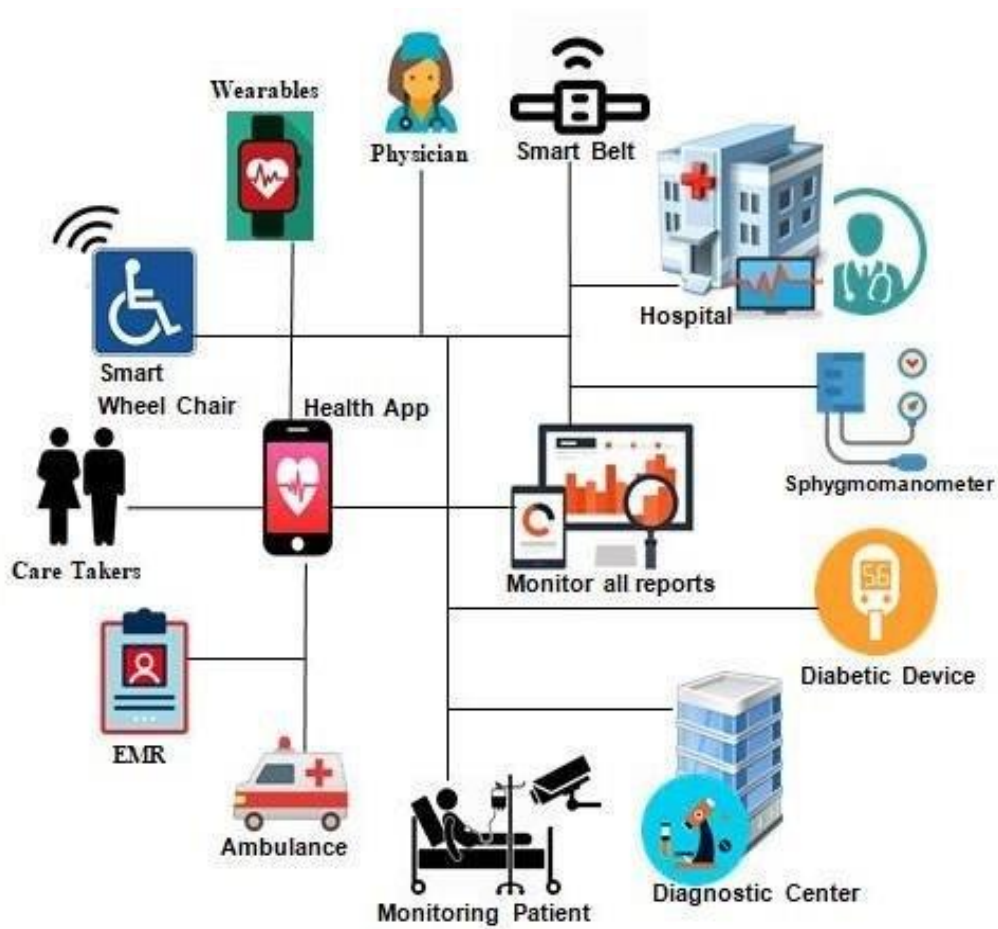 Wearables
Physician
Smart Belt
Hospital
Smart
Wheel Chair
Health App
Sphygmomanometer
Care Takers
Monitor all reports
56
Diabetic Device
EMR
Ambulance
Diagnostic Center
Monitoring Patient